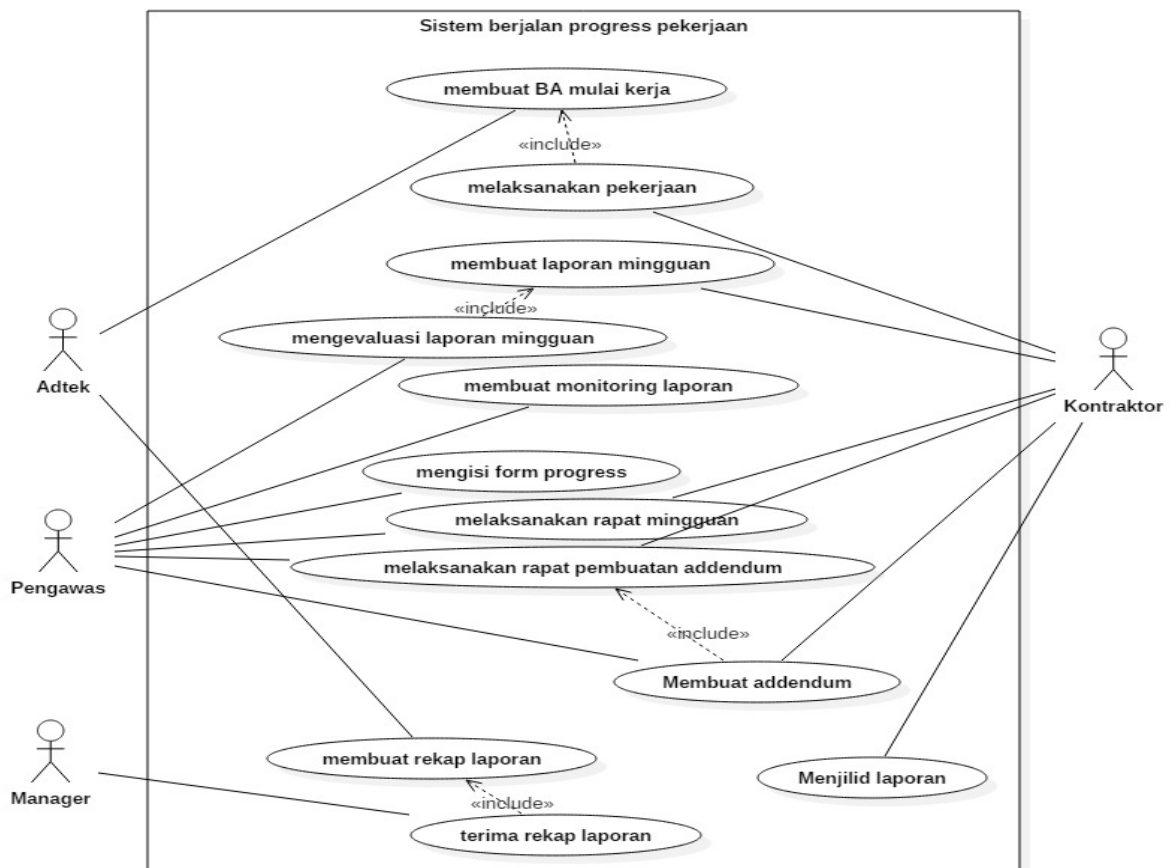 Sistem berjalan progress pekerjaan
membuat BA mulai kerja
«include»
melaksanakan pekerjaan
membuat laporan mingguan
«include»
mengevaluasi laporan mingguan
membuat monitoring laporan
Adtek
Kontraktor
mengisi form progress
melaksanakan rapat mingguan
melaksanakan rapat pembuatan addendum
Pengawas
«include»
Membuat addendum
membuat rekap laporan
Menjilid laporan
Manager
«include»
terima rekap laporan